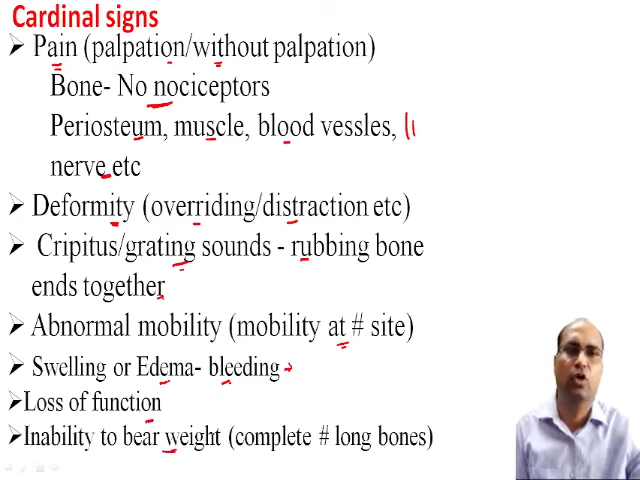 Cardinal signs
➤ Pain (palpation/without palpation)
Bone- No nociceptors
Periosteum, muscle, blood vessles,
nerve etc
➤ Deformity (overriding/distraction etc)
➤ Cripitus/grating sounds - rubbing bone
ends together
➤ Abnormal mobility (mobility at # site)
➤ Swelling or Edema- bleeding
➤ Loss of function
➤ Inability to bear weight (complete # long bones)